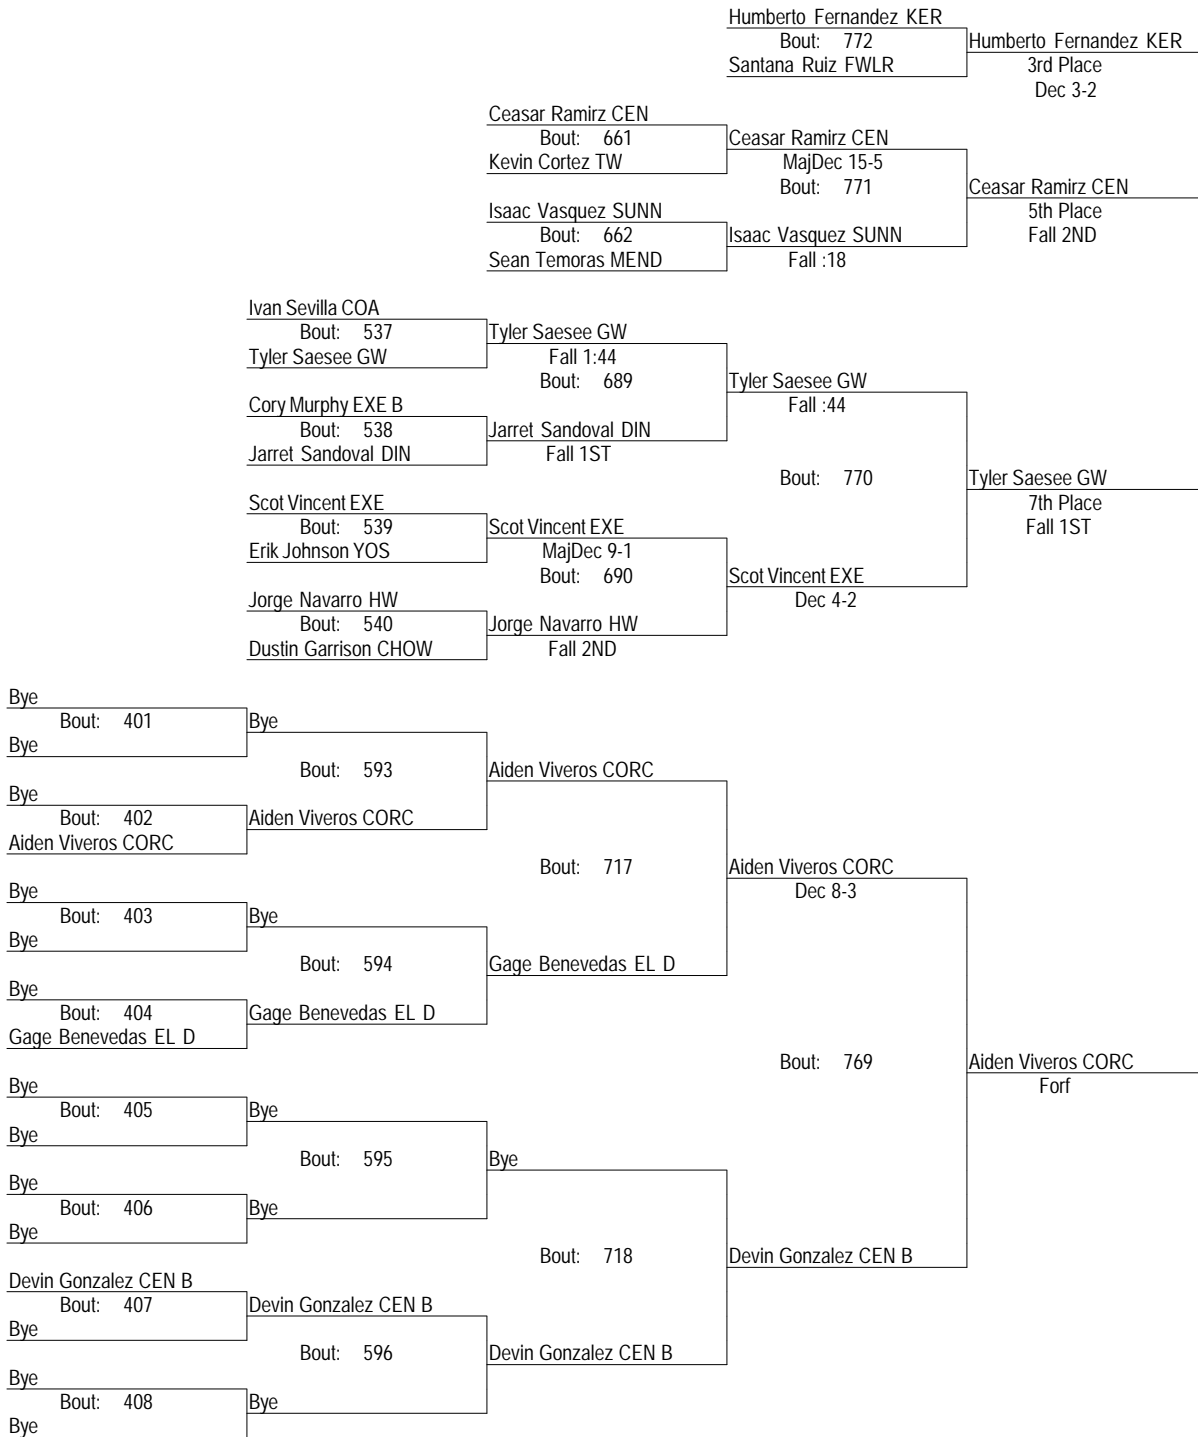 Humberto Fernandez KER
Bout: 772
Humberto Fernandez KER
Santana Ruiz FWLR
3rd Place
Dec 3-2
Ceasar Ramirz CEN
Bout: 661
Ceasar Ramirz CEN
Kevin Cortez TW
MajDec 15-5
Bout: 771
Ceasar Ramirz CEN
Isaac Vasquez SUNN
5th Place
Bout: 662
Isaac Vasquez SUNN
Fall 2ND
Sean Temoras MEND
Fall :18
Ivan Sevilla COA
Bout: 537
Tyler Saesee GW
Tyler Saesee GW
Fall 1:44
Bout: 689
Tyler Saesee GW
Cory Murphy EXE B
Fall :44
Bout: 538
Jarret Sandoval DIN
Jarret Sandoval DIN
Fall 1ST
Bout: 770
Tyler Saesee GW
Scot Vincent EXE
7th Place
Bout: 539
Scot Vincent EXE
Fall 1ST
Erik Johnson YOS
MajDec 9-1
Bout: 690
Scot Vincent EXE
Jorge Navarro HW
Dec 4-2
Bout: 540
Jorge Navarro HW
Dustin Garrison CHOW
Fall 2ND
Bye
Bout: 401
Bye
Bye
Bout: 593
Aiden Viveros CORC
Bye
Bout: 402
Aiden Viveros CORC
Aiden Viveros CORC
Bout: 717
Aiden Viveros CORC
Bye
Dec 8-3
Bout: 403
Bye
Bye
Bout: 594
Gage Benevedas EL D
Bye
Bout: 404
Gage Benevedas EL D
Gage Benevedas EL D
Bout: 769
Aiden Viveros CORC
Bye
Forf
Bout: 405
Bye
Bye
Bout: 595
Bye
Bye
Bout: 406
Bye
Bye
Bout: 718
Devin Gonzalez CEN B
Devin Gonzalez CEN B
Bout: 407
Devin Gonzalez CEN B
Bye
Bout: 596
Devin Gonzalez CEN B
Bye
Bout: 408
Bye
Bye